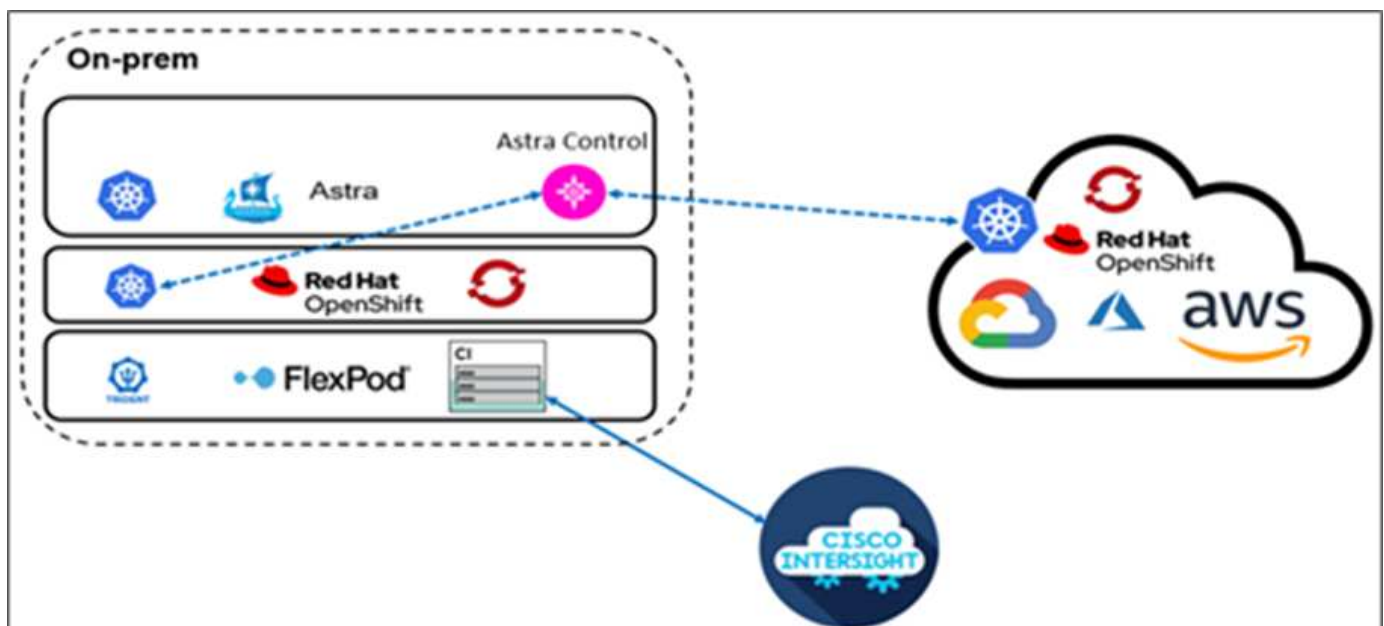 On-prem
Astra Control
Astra
Red Hat
OpenShift
Red Hat
OpenShift
aws
TRIDENT
FlexPod
CI
CISCO
INTERSIGHT